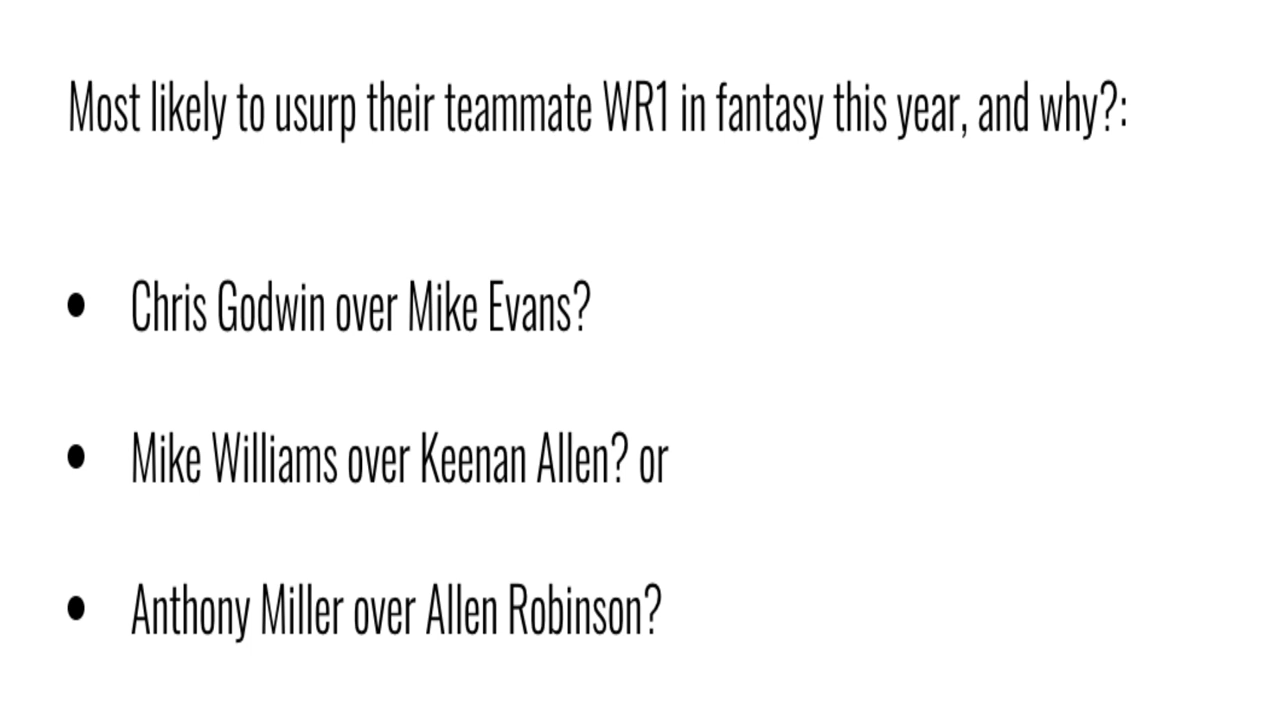 Most likely to usurp their teammate WR1 in fantasy this year, and why?:
• Chris Godwin over Mike Evans?
• Mike Williams over Keenan Allen? or
• Anthony Miller over Allen Robinson?